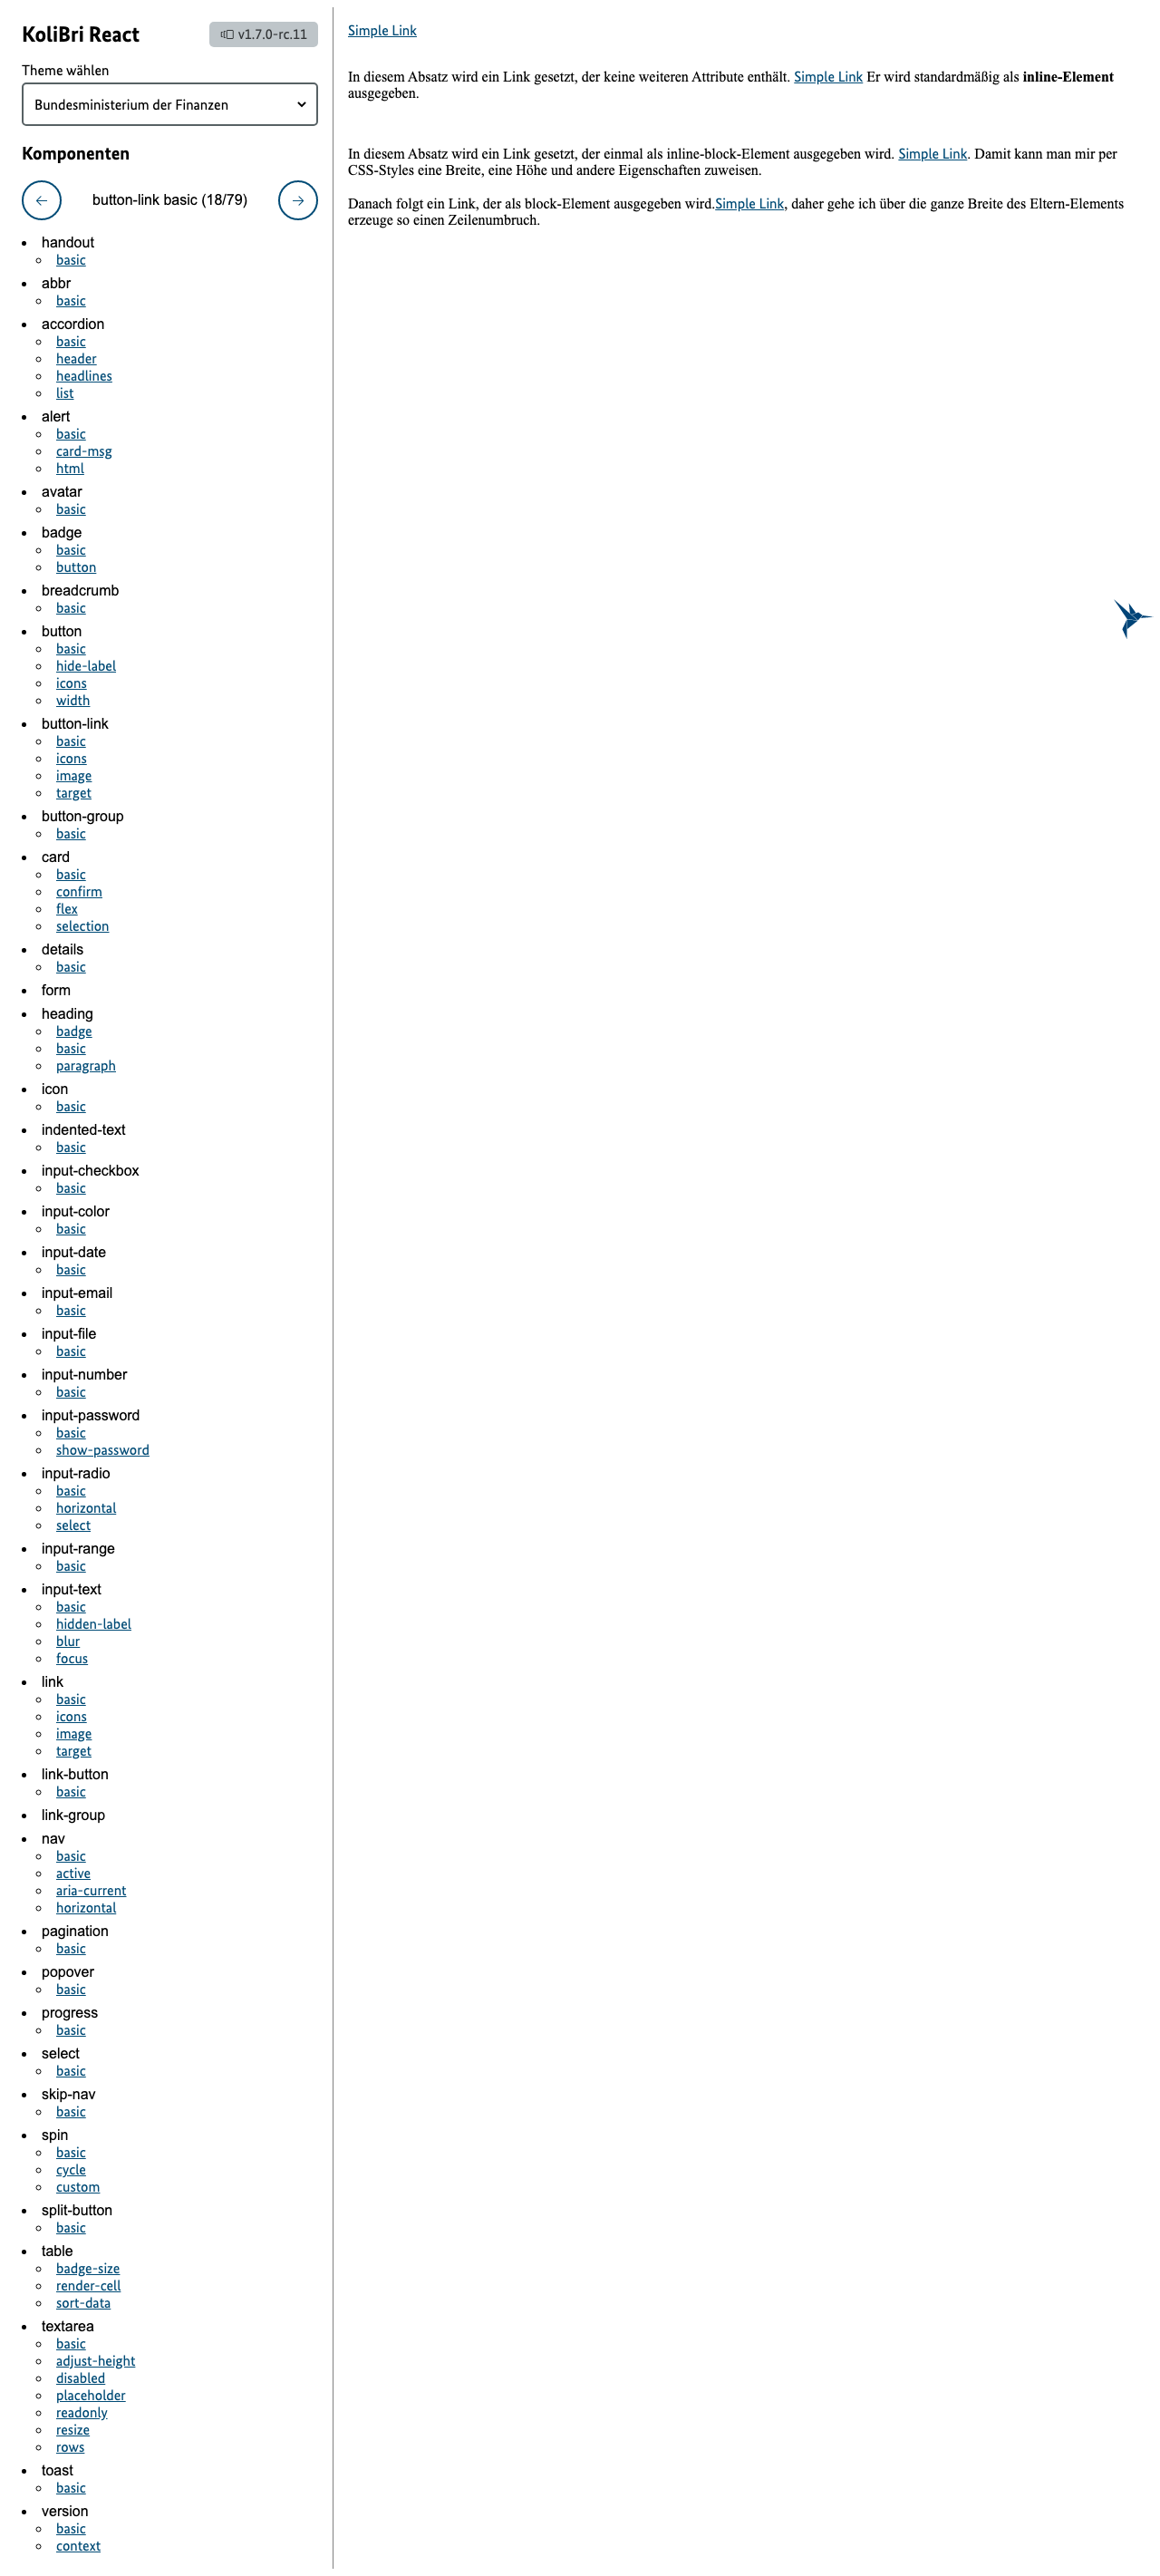 KoliBri React
v1.7.0-rc.11
Theme wählen
Bundesministerium der Finanzen
Komponenten
button-link basic (18/79)
handout
basic
abbr
basic
accordion
basic
header
headlines
list
alert
basic
card-msg
html
avatar
basic
badge
basic
button
breadcrumb
basic
button
basic
hide-label
icons
width
button-link
basic
icons
image
target
button-group
basic
card
basic
confirm
flex
selection
details
basic
form
heading
badge
basic
paragraph
icon
basic
indented-text
basic
input-checkbox
basic
input-color
basic
input-date
basic
input-email
basic
input-file
basic
input-number
basic
input-password
basic
show-password
input-radio
basic
horizontal
select
input-range
basic
input-text
basic
hidden-label
blur
focus
link
basic
icons
image
target
link-button
basic
link-group
nav
basic
active
aria-current
horizontal
pagination
basic
popover
basic
progress
basic
select
basic
skip-nav
basic
spin
basic
cycle
custom
split-button
basic
table
badge-size
render-cell
sort-data
textarea
basic
adjust-height
disabled
placeholder
readonly
resize
rows
toast
basic
version
basic
context
Simple Link
In diesem Absatz wird ein Link gesetzt, der keine weiteren Attribute enthält. Simple Link Er wird standardmäßig als inline-Element
ausgegeben.
In diesem Absatz wird ein Link gesetzt, der einmal als inline-block-Element ausgegeben wird. Simple Link. Damit kann man mir per
CSS-Styles eine Breite, eine Höhe und andere Eigenschaften zuweisen.
Danach folgt ein Link, der als block-Element ausgegeben wird.Simple Link, daher gehe ich über die ganze Breite des Eltern-Elements
erzeuge so einen Zeilenumbruch.